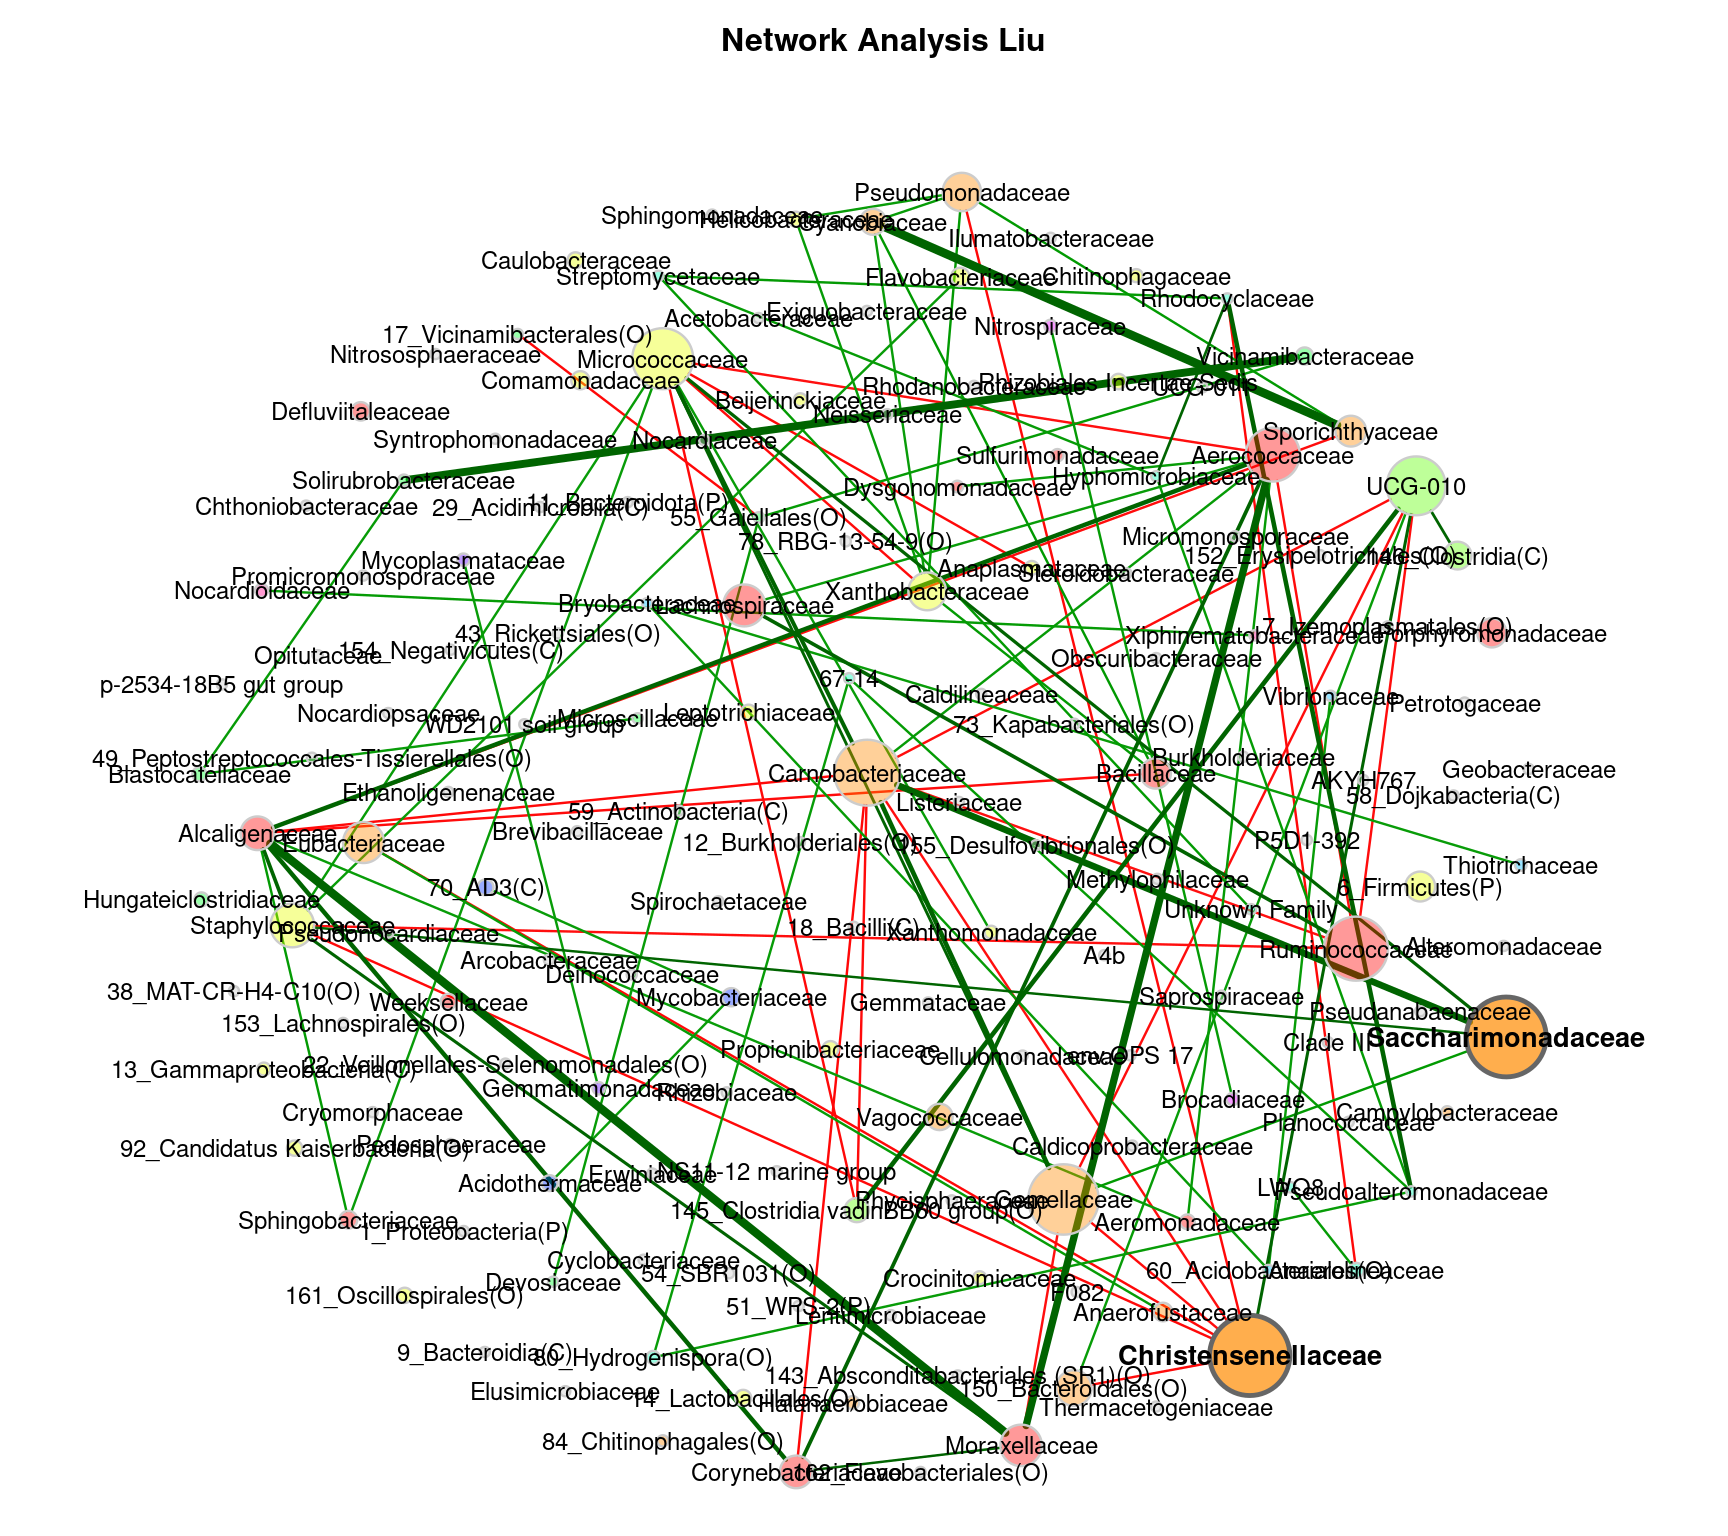 Network Analysis Liu
Pseudomonadaceae
Sphingomonadaceae
Helicobacteraceae
Cyanobiaceae
Ilumatobacteraceae
Caulobacteraceae
Streptomycetaceae
Flavobacteriaceae
Chitinophagaceae
Rhodocyclaceae
Exiguobacteraceae
Acetobacteraceae
Nitrospiraceae
17_Vicinamibacterales(O)
Nitrososphaeraceae
Micrococcaceae
Vicinamibacteraceae
Comamonadaceae
Rhodanobacteraceae
Rhizobiales Incertae Sedis
UCG-011
Beijerinckiaceae
Defluviitaleaceae
Neisseriaceae
Syntrophomonadaceae
Nocardiaceae
Sporichthyaceae
Sulfurimonadaceae
Aerococcaceae
Solirubrobacteraceae
Hyphomicrobiaceae
Dysgonomonadaceae
UCG-010
Chthoniobacteraceae
29_Acidimicrobiia(C)
11_Bacteroidota(P)
55_Gaiellales(O)
78_RBG-13-54-9(O)
Micromonosporaceae
152_Erysipelotrichales(O)
146_Clostridia(C)
Mycoplasmataceae
Promicromonosporaceae
Anaplasmataceae
Steroidobacteraceae
Nocardioidaceae
Bryobacteraceae
Lachnospiraceae
Xanthobacteraceae
43_Rickettsiales(O)
Xiphinematobacteraceae
7_Izemoplasmatales(O)
Porphyromonadaceae
Opitutaceae
154_Negativicutes(C)
Obscuribacteraceae
67-14
p-2534-18B5 gut group
Caldilineaceae
Vibrionaceae
Petrotogaceae
Nocardiopsaceae
WD2101 soil group
Microscillaceae
Leptotrichiaceae
73_Kapabacteriales(O)
49_Peptostreptococcales-Tissierellales(O)
Blastocatellaceae
Carnobacteriaceae
Bacillaceae
Burkholderiaceae
AKYH767
Geobacteraceae
Ethanoligenenaceae
58_Dojkabacteria(C)
59_Actinobacteria(C)
Listeriaceae
Alcaligenaceae
Eubacteriaceae
Brevibacillaceae
12_Burkholderiales(O)
155_Desulfovibrionales(O)
P5D1-392
Thiotrichaceae
70_AD3(C)
Methylophilaceae
6_Firmicutes(P)
Hungateiclostridiaceae
Spirochaetaceae
Unknown Family
Staphylococcaceae
Pseudonocardiaceae
18_Bacilli(C)
Xanthomonadaceae
Ruminococcaceae
Alteromonadaceae
A4b
Arcobacteraceae
Deinococcaceae
38_MAT-CR-H4-C10(O)
Weeksellaceae
Mycobacteriaceae
Gemmataceae
Saprospiraceae
Pseudanabaenaceae
153_Lachnospirales(O)
Saccharimonadaceae
Clade III
Propionibacteriaceae
Cellulomonadaceae
env.OPS 17
13_Gammaproteobacteria(C)
22_Veillonellales-Selenomonadales(O)
Gemmatimonadaceae
Rhizobiaceae
Brocadiaceae
Cryomorphaceae
Vagococcaceae
Campylobacteraceae
Planococcaceae
92_Candidatus Kaiserbacteria(O)
Pedosphaeraceae
Caldicoprobacteraceae
Erwiniaceae
NS11-12 marine group
Acidothermaceae
LWQ8
Pseudoalteromonadaceae
Phycisphaeraceae
Gemellaceae
145_Clostridia vadinBB60 group(O)
Sphingobacteriaceae
1_Proteobacteria(P)
Aeromonadaceae
Cyclobacteriaceae
54_SBR1031(O)
Devosiaceae
Crocinitomicaceae
60_Acidobacteriales(O)
Anaerolineaceae
161_Oscillospirales(O)
F082
51_WPS-2(P)
Lentimicrobiaceae
Anaerofustaceae
9_Bacteroidia(C)
80_Hydrogenispora(O)
Christensenellaceae
143_Absconditabacteriales (SR1)(O)
Elusimicrobiaceae
14_Lactobacillales(O)
Halanaerobiaceae
150_Bacteroidales(O)
Thermacetogeniaceae
84_Chitinophagales(O)
Moraxellaceae
Corynebacteriaceae
162_Flavobacteriales(O)